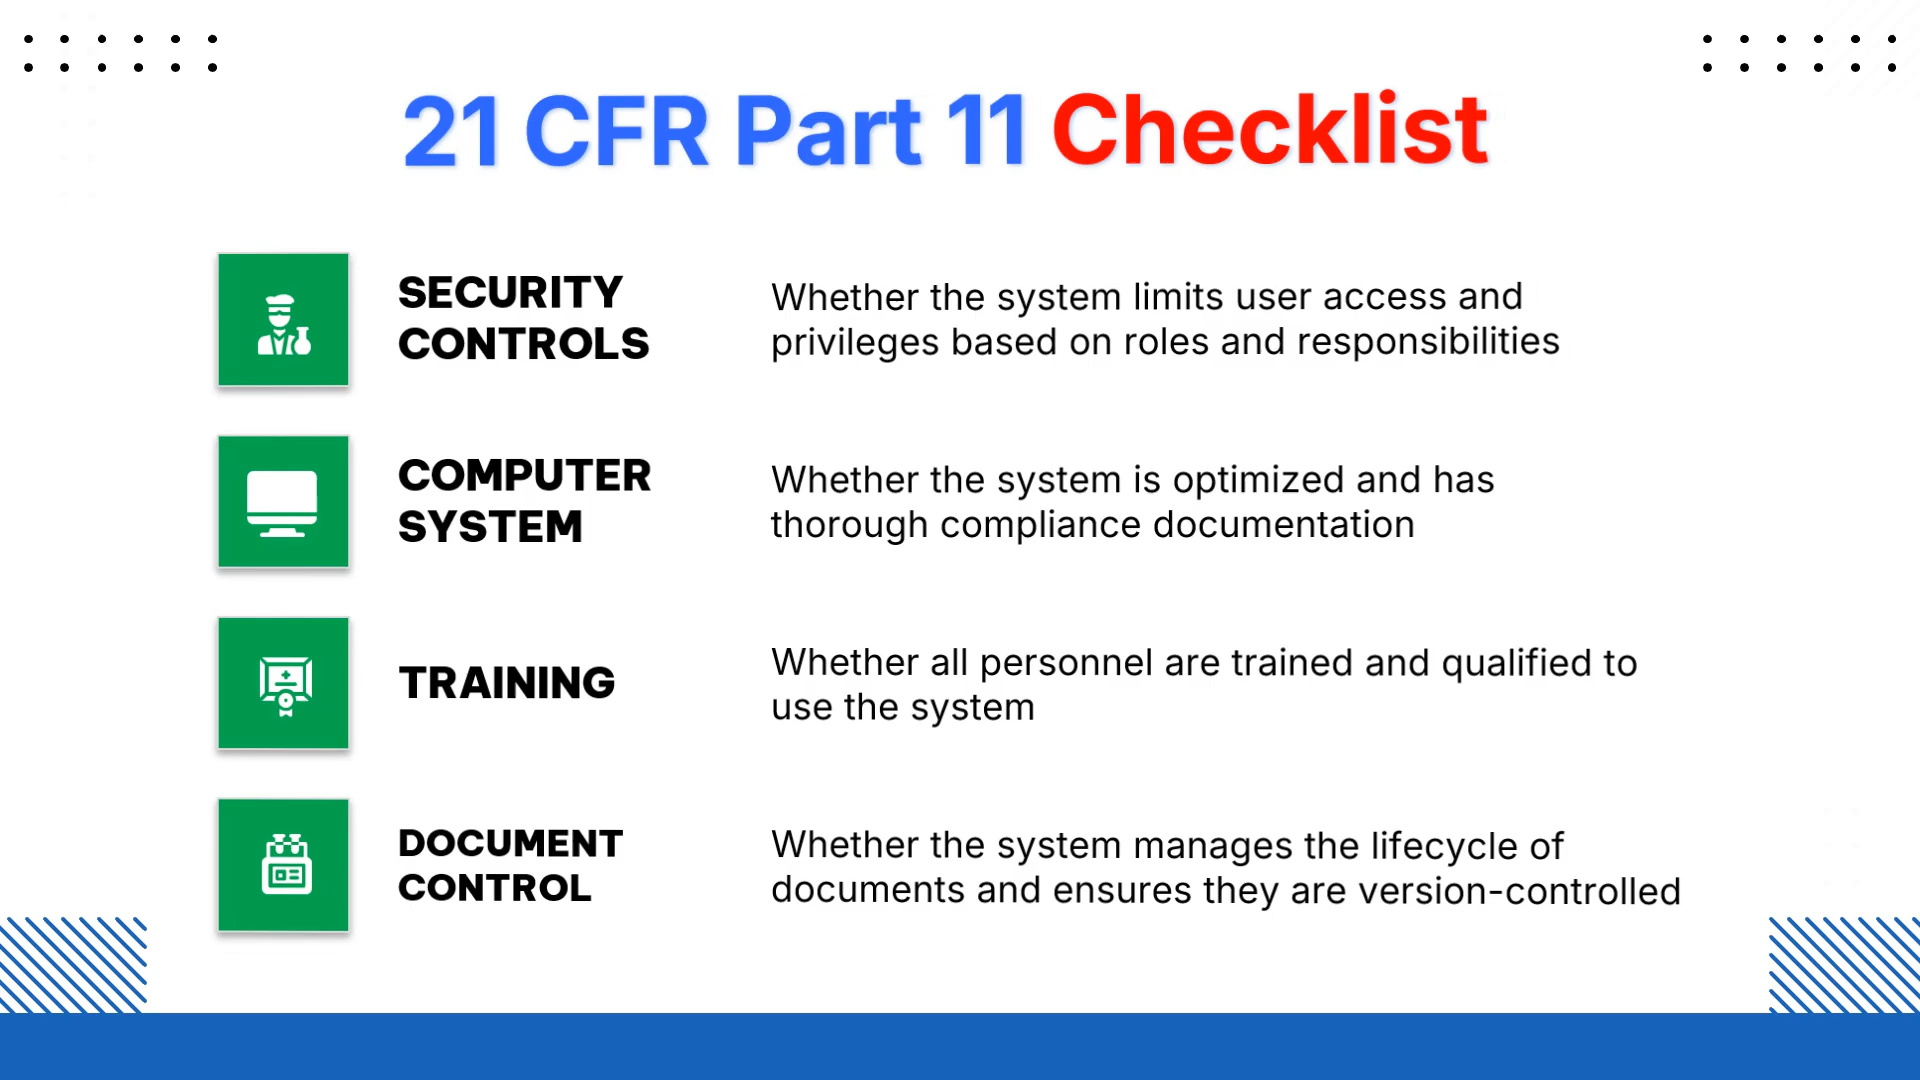 21 CFR Part 11 Checklist
SECURITY
CONTROLS
Whether the system limits user access and
privileges based on roles and responsibilities
COMPUTER
SYSTEM
Whether the system is optimized and has
thorough compliance documentation
TRAINING
Whether all personnel are trained and qualified to
use the system
DOCUMENT
CONTROL
Whether the system manages the lifecycle of
documents and ensures they are version-controlled